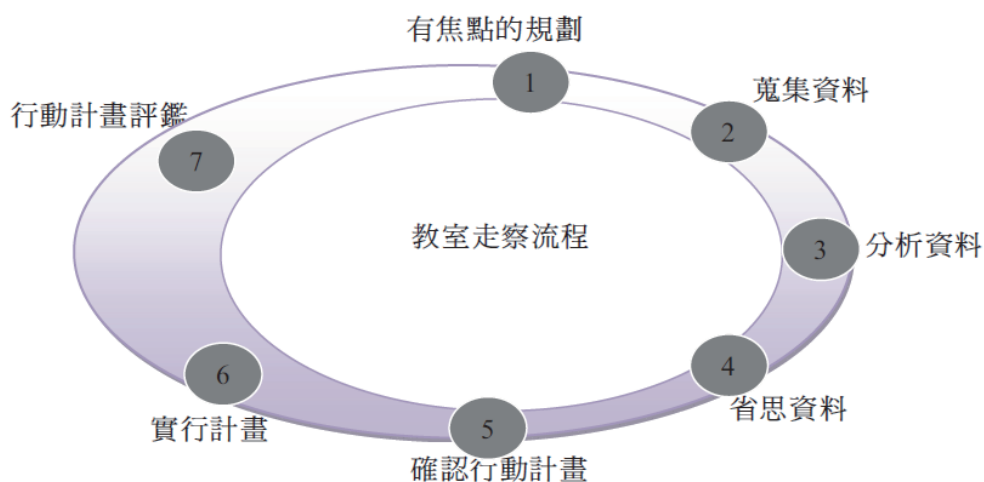 有焦點的規劃
1
蒐集資料
2
3
分析資料
4
省思資料
5
確認行動計畫
6
實行計畫
行動計畫評鑑
7
教室走察流程